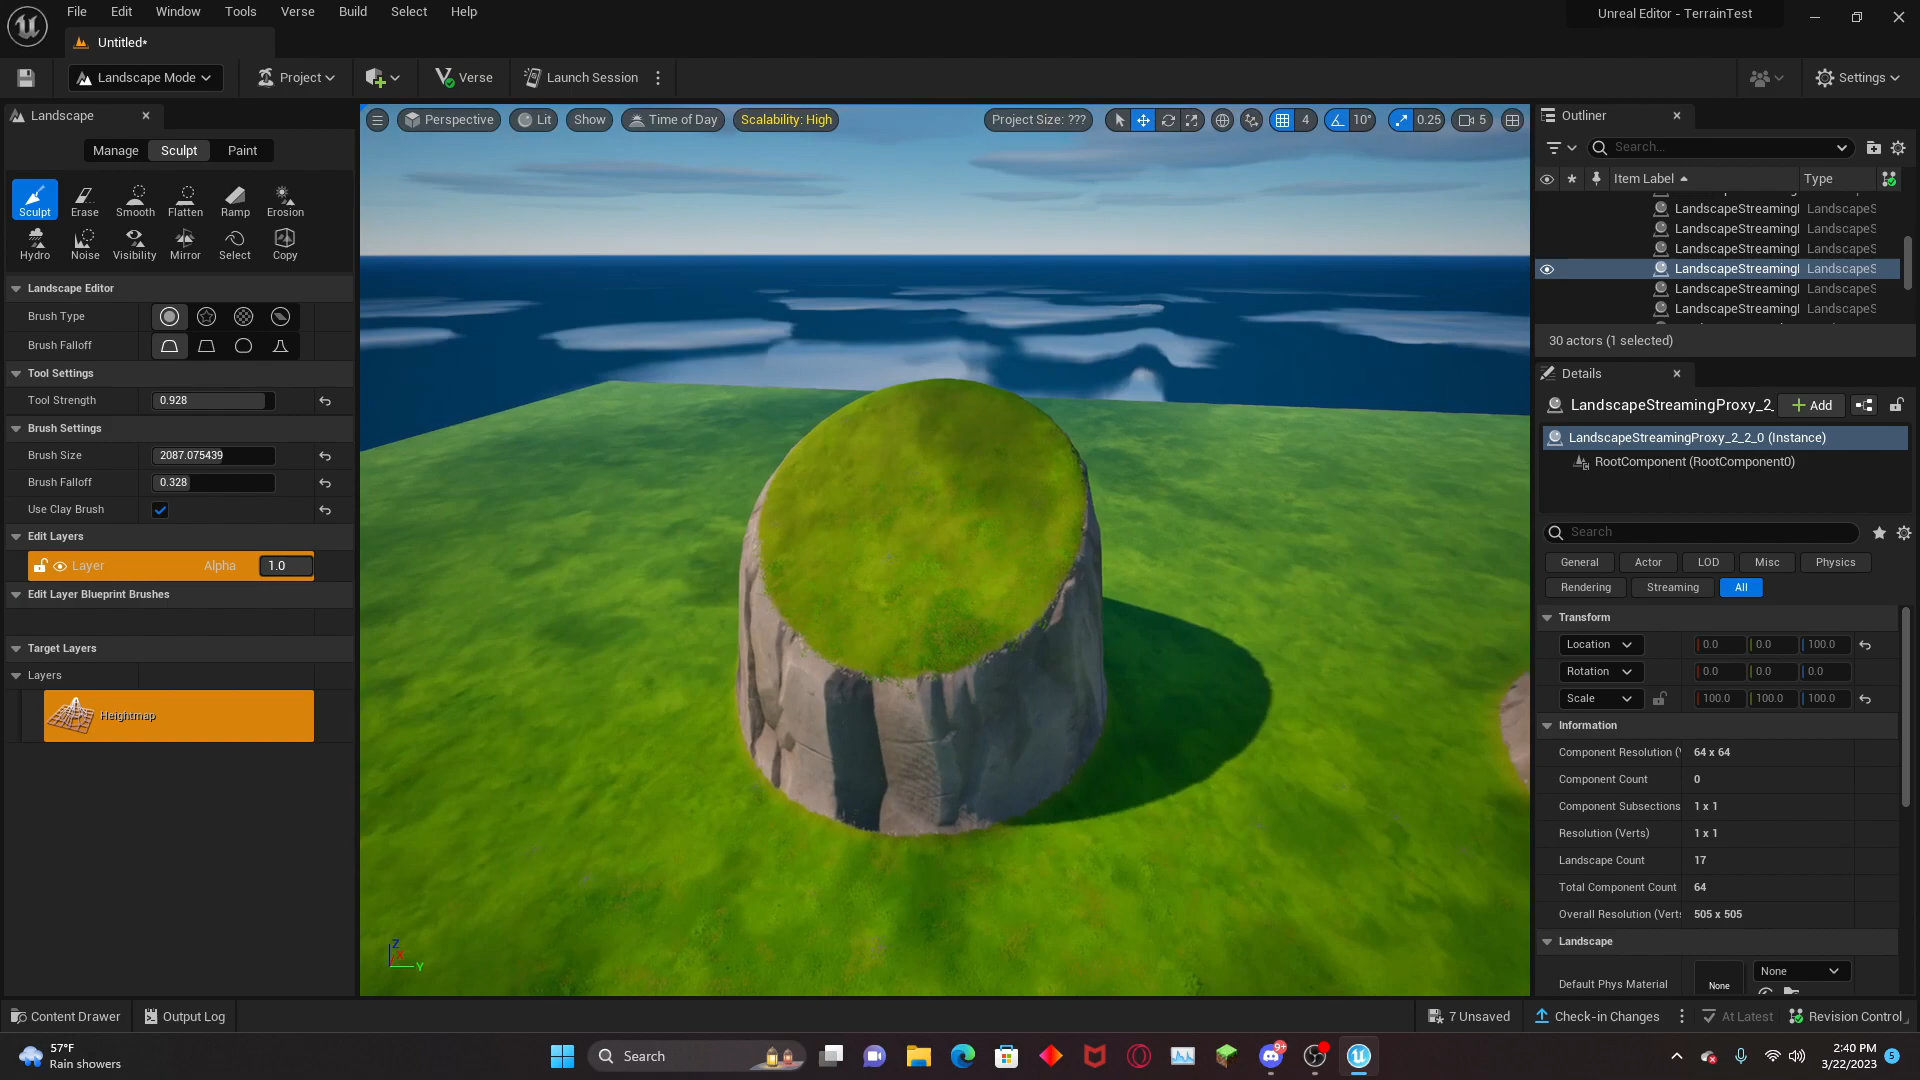 File Edit Window Tools Verse Build Select Help
Unreal Editor - TerrainTest
Untitled*
Landscape Mode
Project
Verse
Launch Session
Settings
Landscape
Manage Sculpt Paint
Sculpt Erase Smooth Flatten Ramp Erosion
Hydro Noise Visibility Mirror Select Copy
Landscape Editor
Brush Type
Brush Falloff
Tool Settings
Tool Strength 0.928
Brush Settings
Brush Size 2087.075439
Brush Falloff 0.328
Use Clay Brush
Edit Layers
Layer Alpha 1.0
Edit Layer Blueprint Brushes
Target Layers
Layers
Heightmap
Perspective Lit Show Time of Day Scalability: High Project Size: ??? 4 10° 0.25 5
Z X Y
Outliner
Search...
Item Label Type
LandscapeStreamingI LandscapeS
LandscapeStreamingI LandscapeS
LandscapeStreamingI LandscapeS
LandscapeStreamingI LandscapeS
LandscapeStreamingI LandscapeS
LandscapeStreamingI LandscapeS
30 actors (1 selected)
Details
LandscapeStreamingProxy_2_ Add
LandscapeStreamingProxy_2_2_0 (Instance)
RootComponent (RootComponent0)
Search
General Actor LOD Misc Physics
Rendering Streaming All
Transform
Location 0.0 0.0 100.0
Rotation 0.0 0.0 0.0
Scale 100.0 100.0 100.0
Information
Component Resolution (V 64 x 64
Component Count 0
Component Subsections 1 x 1
Resolution (Verts) 1 x 1
Landscape Count 17
Total Component Count 64
Overall Resolution (Verts 505 x 505
Landscape
Default Phys Material None None
Content Drawer Output Log 7 Unsaved Check-in Changes At Latest Revision Control
57°F
Rain showers
Search
9+
2:40 PM
3/22/2023
5